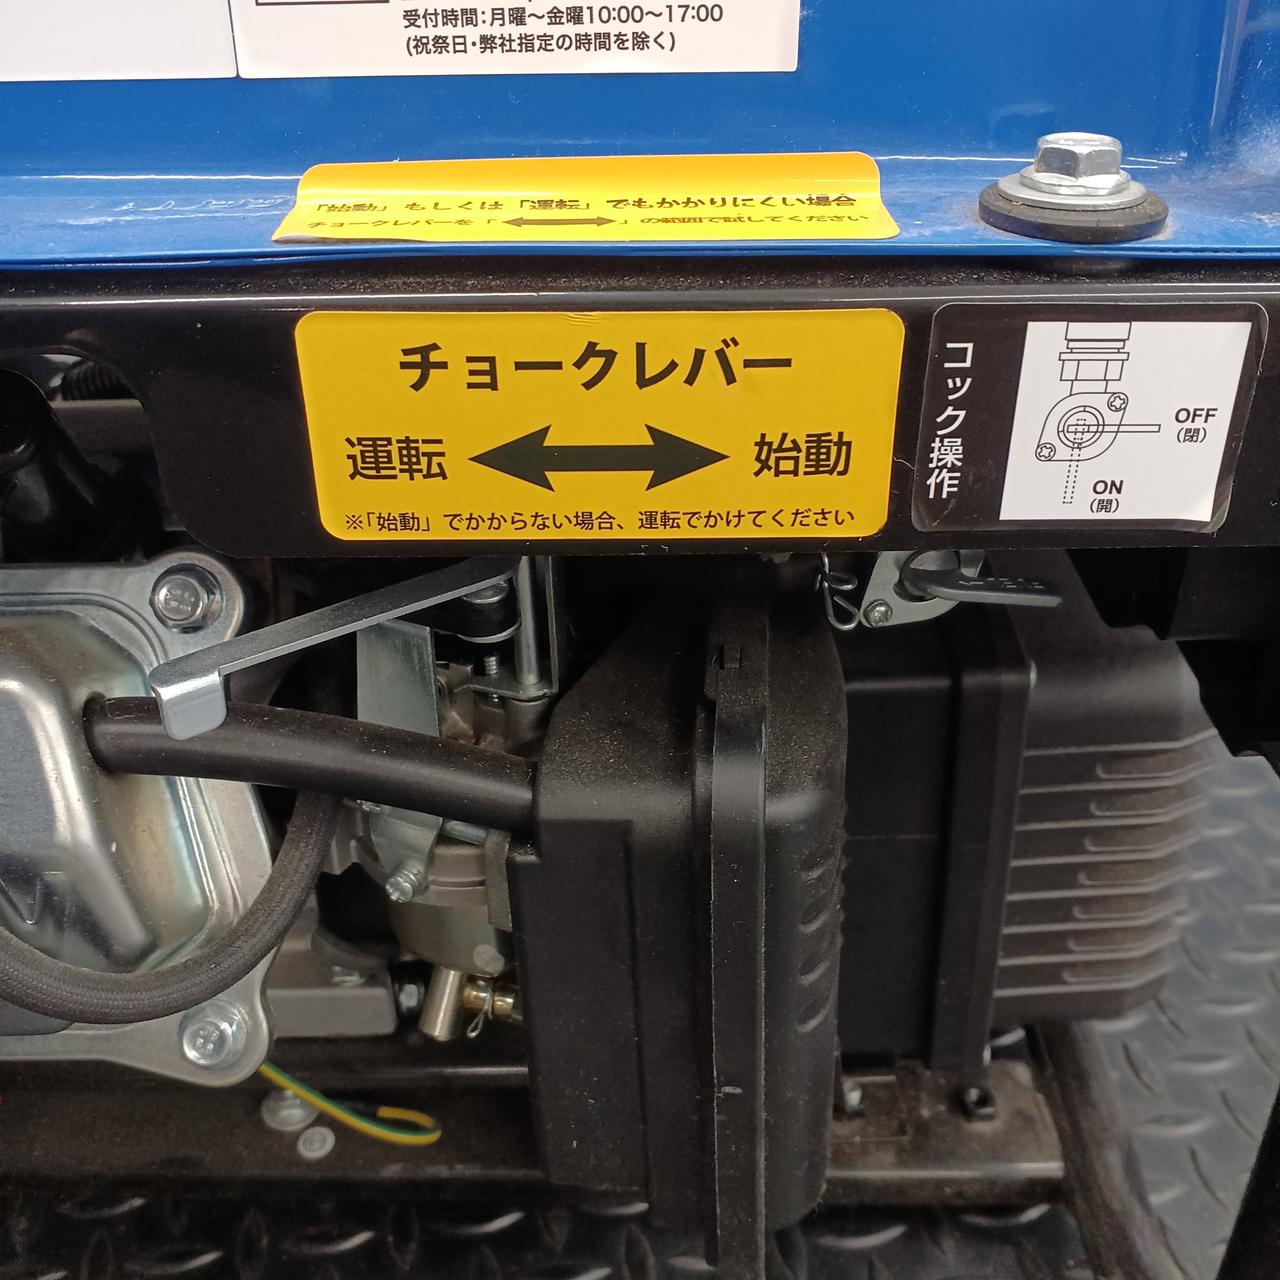 受付時間:月曜〜金曜10:00〜17:00
(祝祭日・弊社指定の時間を除く)
「始動」もしくは「運転」でもかかりにくい場合
チョークレバーを「⟷」の範囲で試してください
チョークレバー
運転 ⟷ 始動
※「始動」でかからない場合、運転でかけてください
コック操作
OFF
(閉)
ON
(開)